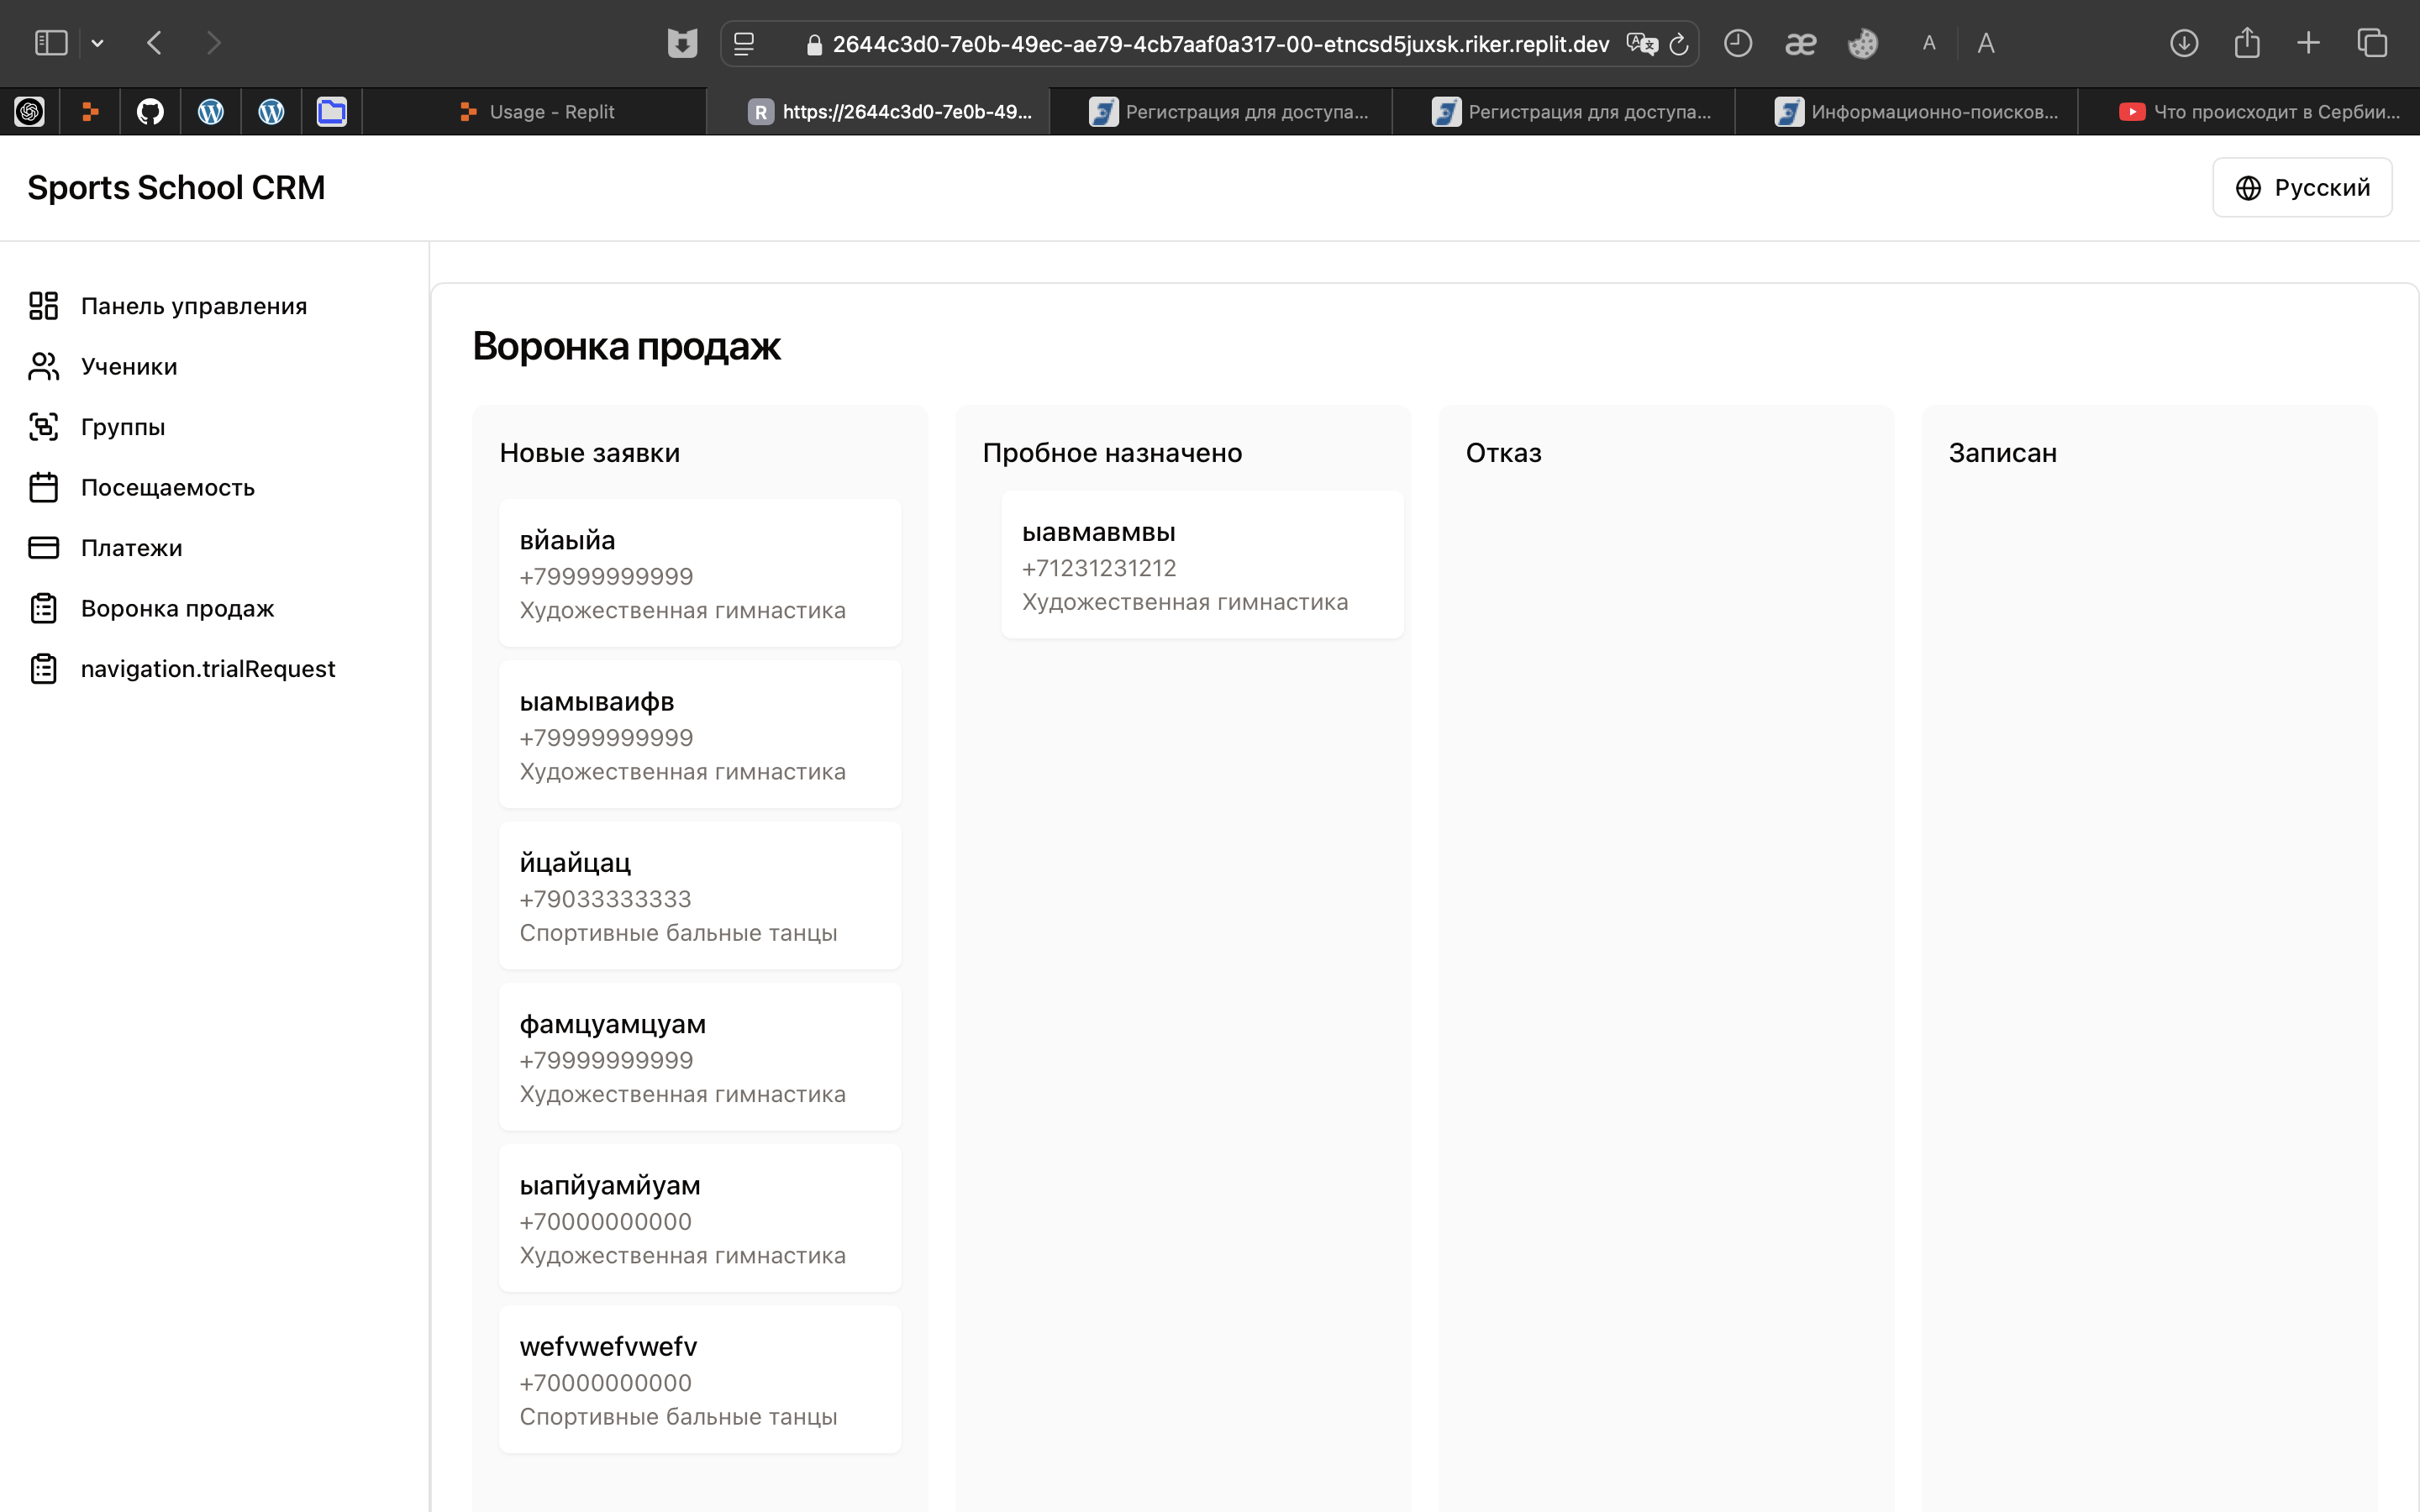 2644c3d0-7e0b-49ec-ae79-4cb7aaf0a317-00-etncsd5juxsk.riker.replit.dev
A A
Usage - Replit
R https://2644c3d0-7e0b-49...
Регистрация для доступа...
Регистрация для доступа...
Информационно-поисков...
Что происходит в Сербии...
Sports School CRM
Русский
Панель управления
Ученики
Группы
Посещаемость
Платежи
Воронка продаж
navigation.trialRequest
Воронка продаж
Новые заявки
вйаыйа
+79999999999
Художественная гимнастика
ыамываифв
+79999999999
Художественная гимнастика
йцайцац
+79033333333
Спортивные бальные танцы
фамцуамцуам
+79999999999
Художественная гимнастика
ыапйуамйуам
+70000000000
Художественная гимнастика
wefvwefvwefv
+70000000000
Спортивные бальные танцы
Пробное назначено
ыавмавмвы
+71231231212
Художественная гимнастика
Отказ
Записан